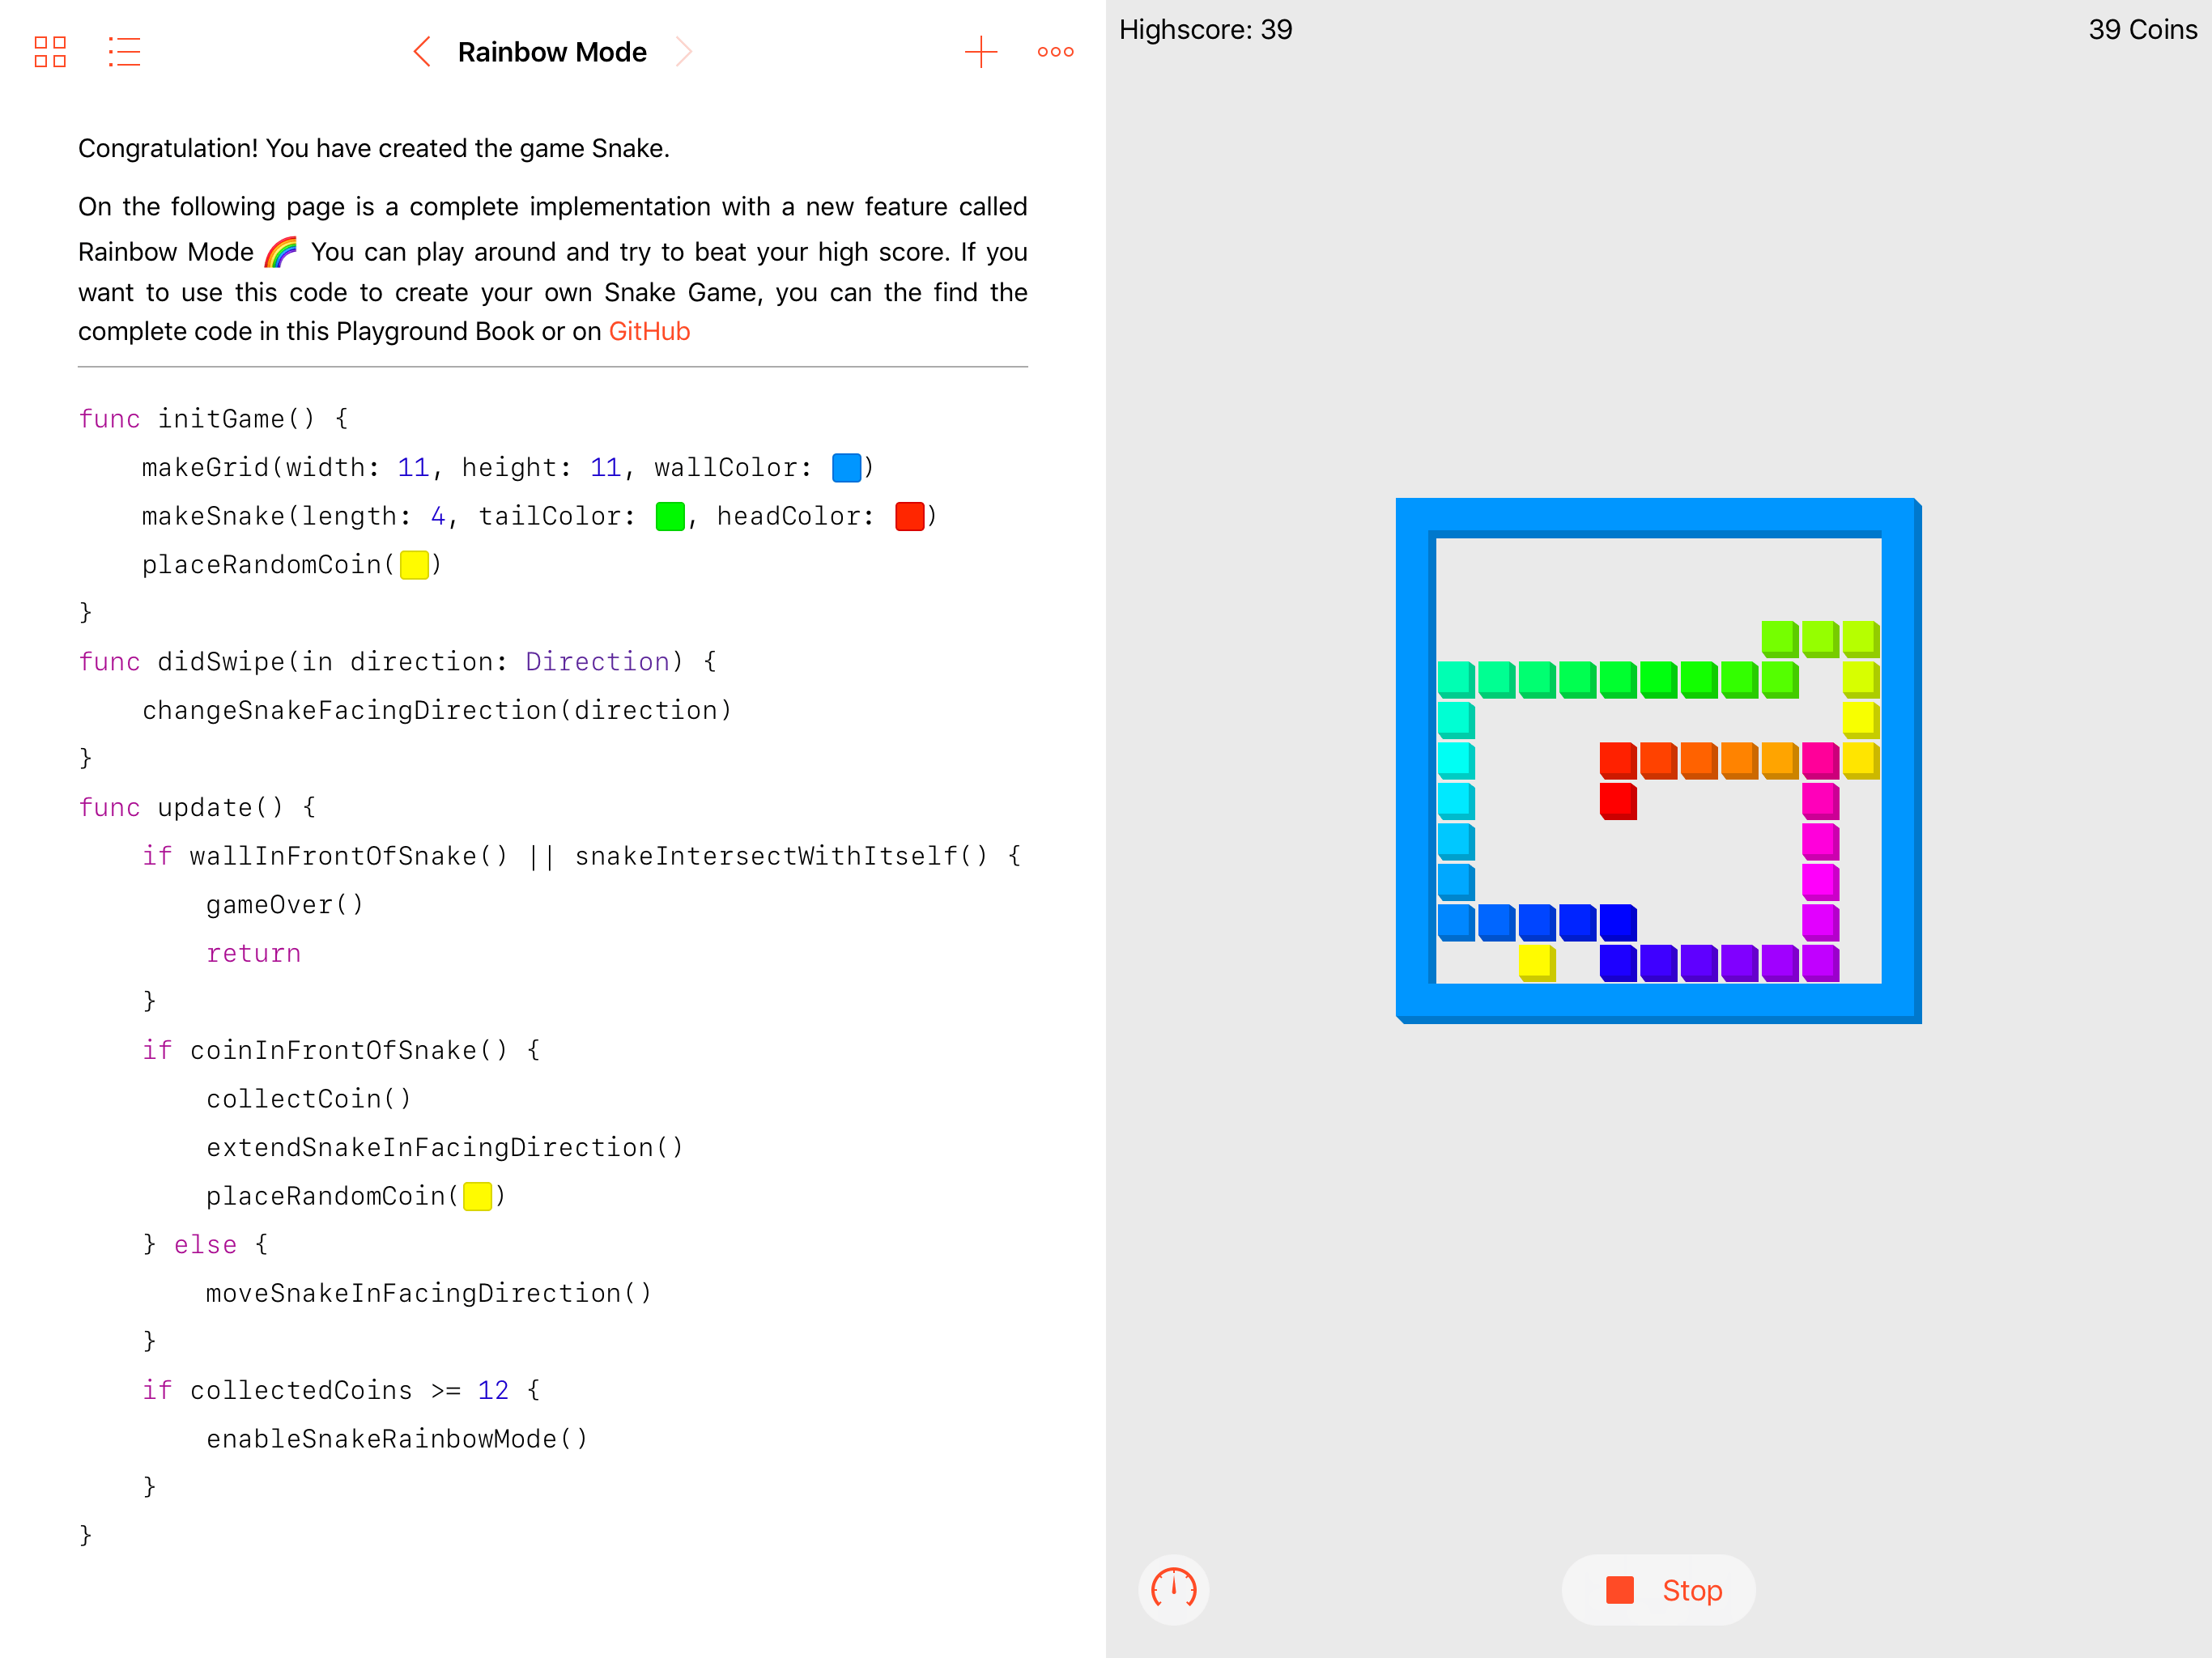 Rainbow Mode
Congratulation! You have created the game Snake.
On the following page is a complete implementation with a new feature called
Rainbow Mode 🌈 You can play around and try to beat your high score. If you
want to use this code to create your own Snake Game, you can the find the
complete code in this Playground Book or on GitHub
func initGame() {
    makeGrid(width: 11, height: 11, wallColor: )
    makeSnake(length: 4, tailColor: , headColor: )
    placeRandomCoin()
}
func didSwipe(in direction: Direction) {
    changeSnakeFacingDirection(direction)
}
func update() {
    if wallInFrontOfSnake() || snakeIntersectWithItself() {
        gameOver()
        return
    }
    if coinInFrontOfSnake() {
        collectCoin()
        extendSnakeInFacingDirection()
        placeRandomCoin()
    } else {
        moveSnakeInFacingDirection()
    }
    if collectedCoins >= 12 {
        enableSnakeRainbowMode()
    }
}
Highscore: 39
39 Coins
Stop